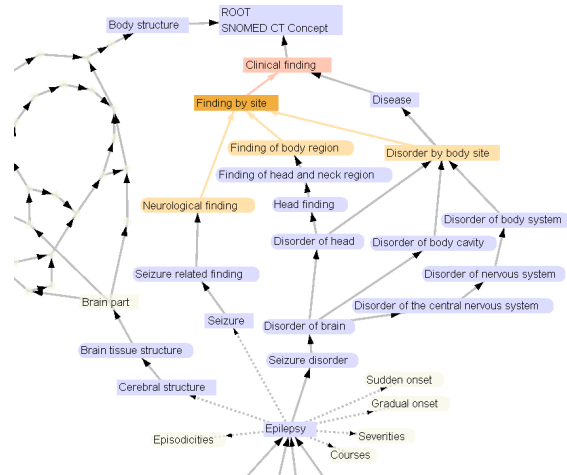 Body structure
ROOT
SNOMED CT Concept
Clinical finding
Finding by site
Disease
Finding of body region
Disorder by body site
Finding of head and neck region
Neurological finding
Head finding
Disorder of body system
Disorder of head
Disorder of body cavity
Seizure related finding
Disorder of nervous system
Brain part
Disorder of the central nervous system
Seizure
Disorder of brain
Brain tissue structure
Seizure disorder
Cerebral structure
Sudden onset
Gradual onset
Epilepsy
Episodicities
Severities
Courses